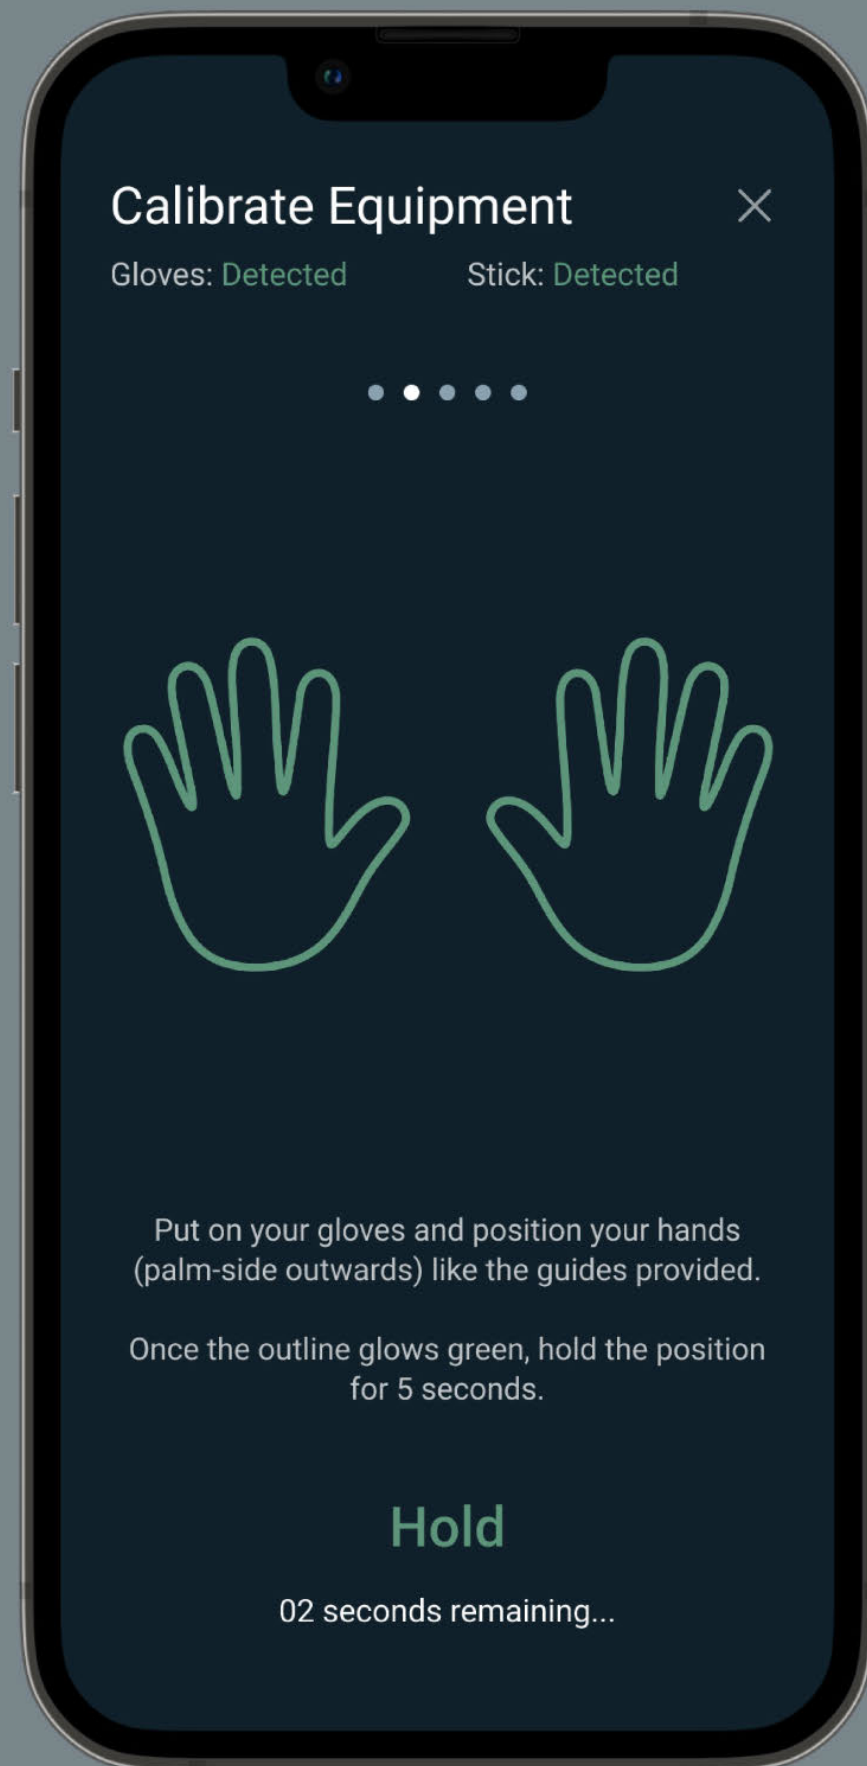 Calibrate Equipment
Gloves: Detected Stick: Detected
Put on your gloves and position your hands
(palm-side outwards) like the guides provided.
Once the outline glows green, hold the position
for 5 seconds.
Hold
02 seconds remaining...